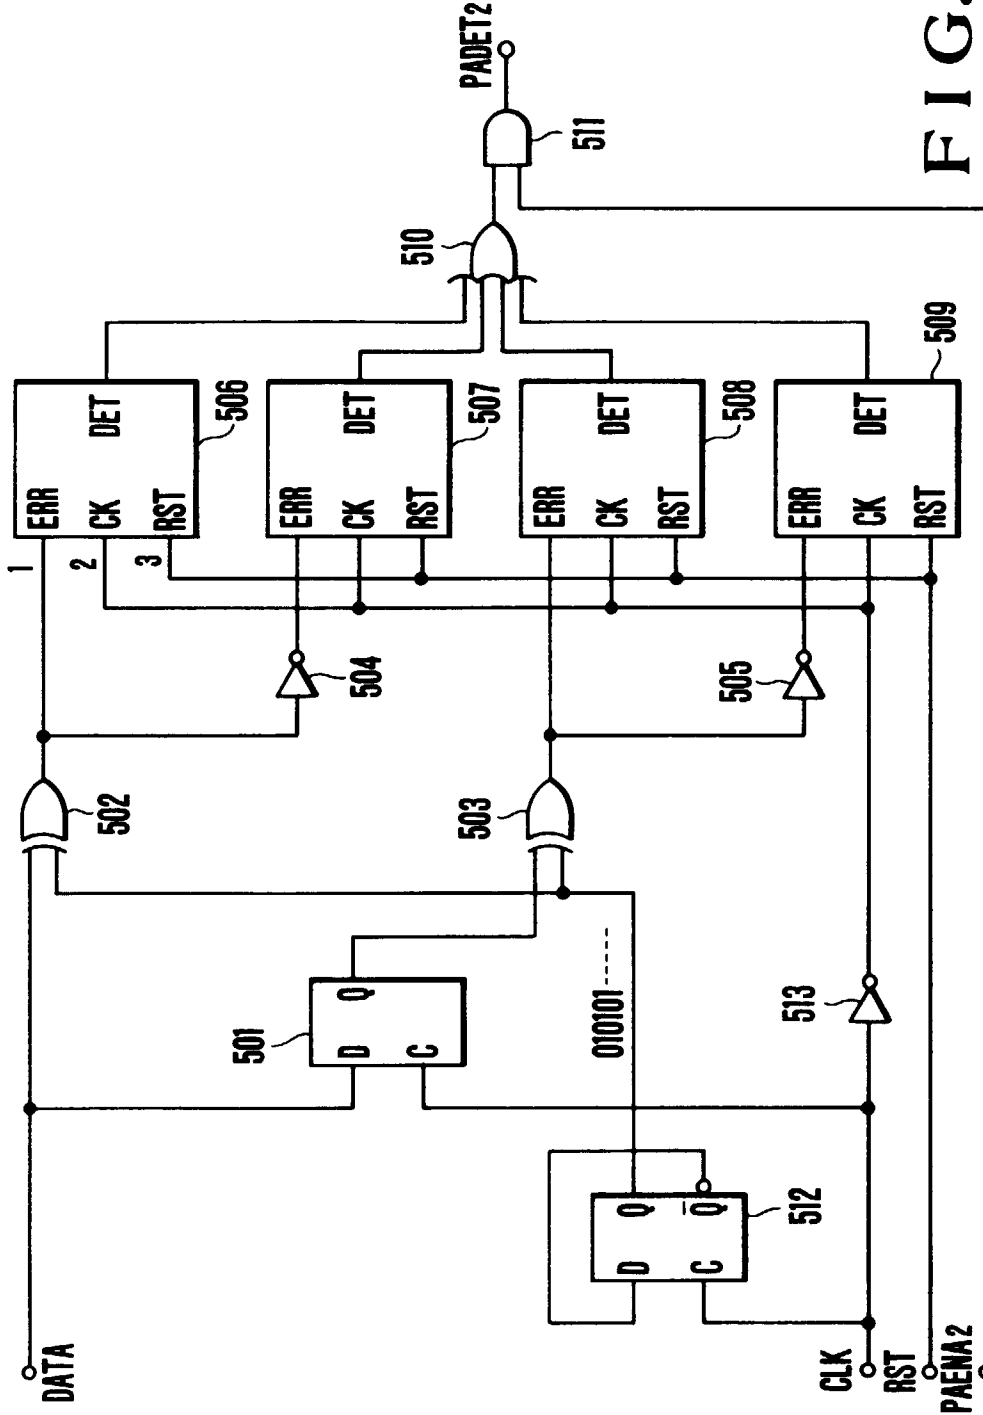 DATA
CLK
RST
PAENA2
D
C
Q
Q̅
512
010101-----
D
C
Q
501
513
502
503
504
505
1
2
3
ERR
CK
RST
DET
506
ERR
CK
RST
DET
507
ERR
CK
RST
DET
508
ERR
CK
RST
DET
509
510
511
PADET2
FIG.